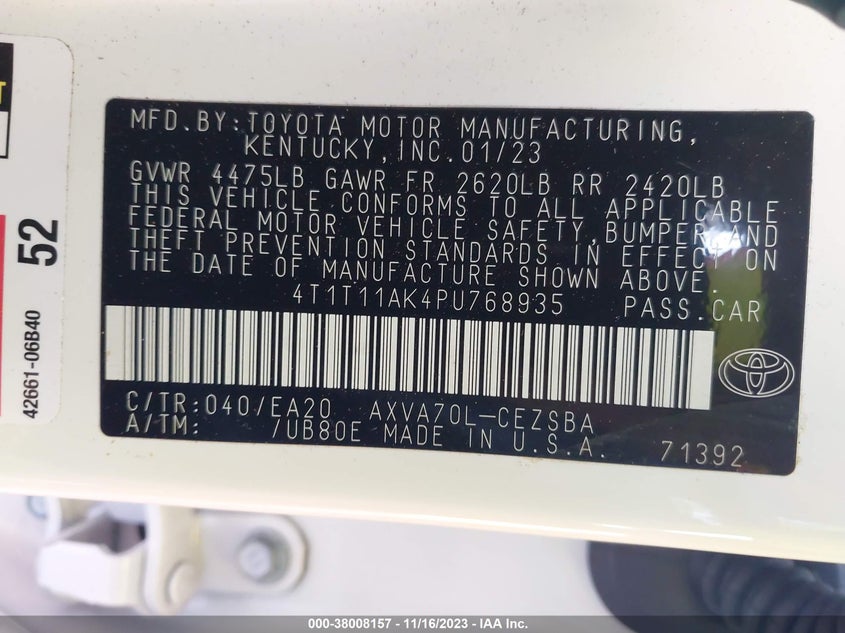 MFD.BY:TOYOTA MOTOR MANUFACTURING,
KENTUCKY,INC.01/23
GVWR 4475LB GAWR FR 2620LB RR 2420LB
THIS VEHICLE CONFORMS TO ALL APPLICABLE
FEDERAL MOTOR VEHICLE SAFETY,BUMPER,AND
THEFT PREVENTION STANDARDS IN EFFECT ON
THE DATE OF MANUFACTURE SHOWN ABOVE.
4T1T11AK4PU768935 PASS.CAR
C/TR:040/EA20 AXVA70L-CEZSBA
A/TM: /UB80E MADE IN U.S.A. 71392
52
42661-06B40
000-38008157 - 11/16/2023 - IAA Inc.